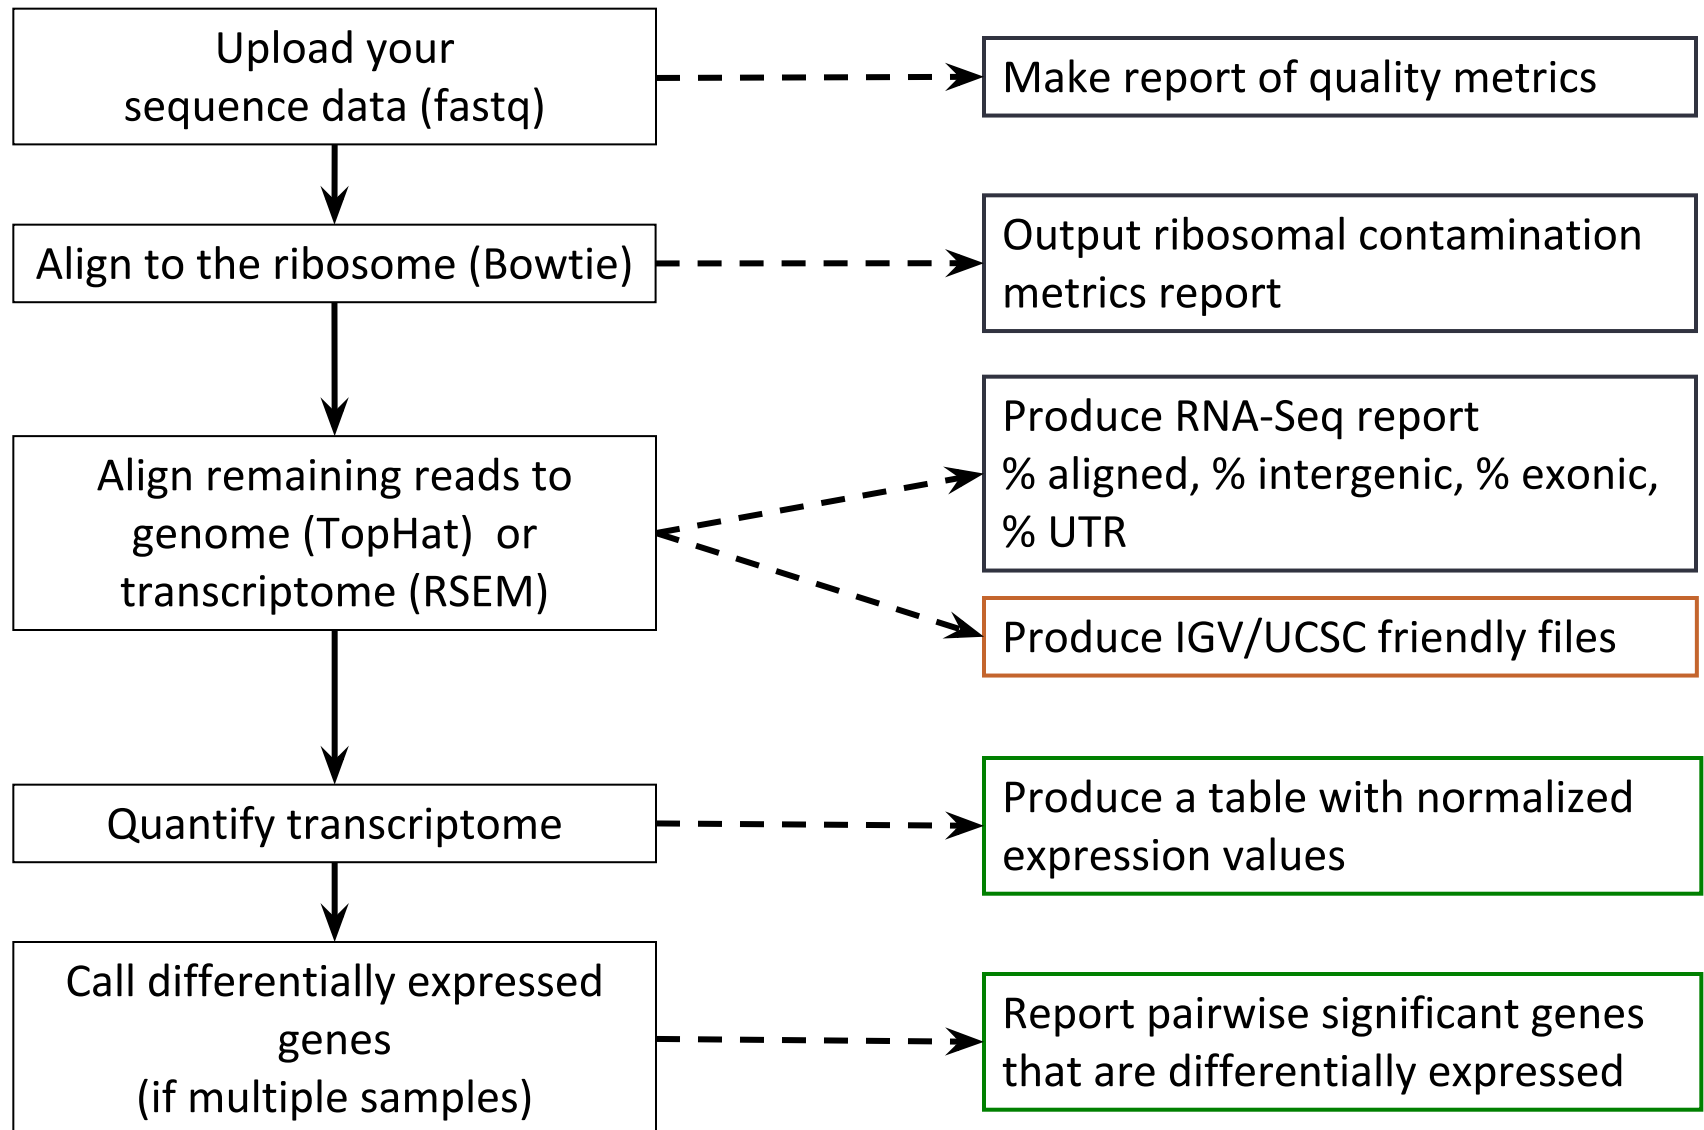 Upload your
sequence data (fastq)
Make report of quality metrics
Align to the ribosome (Bowtie)
Output ribosomal contamination
metrics report
Align remaining reads to
genome (TopHat) or
transcriptome (RSEM)
Produce RNA-Seq report
% aligned, % intergenic, % exonic,
% UTR
Produce IGV/UCSC friendly files
Quantify transcriptome
Produce a table with normalized
expression values
Call differentially expressed
genes
(if multiple samples)
Report pairwise significant genes
that are differentially expressed